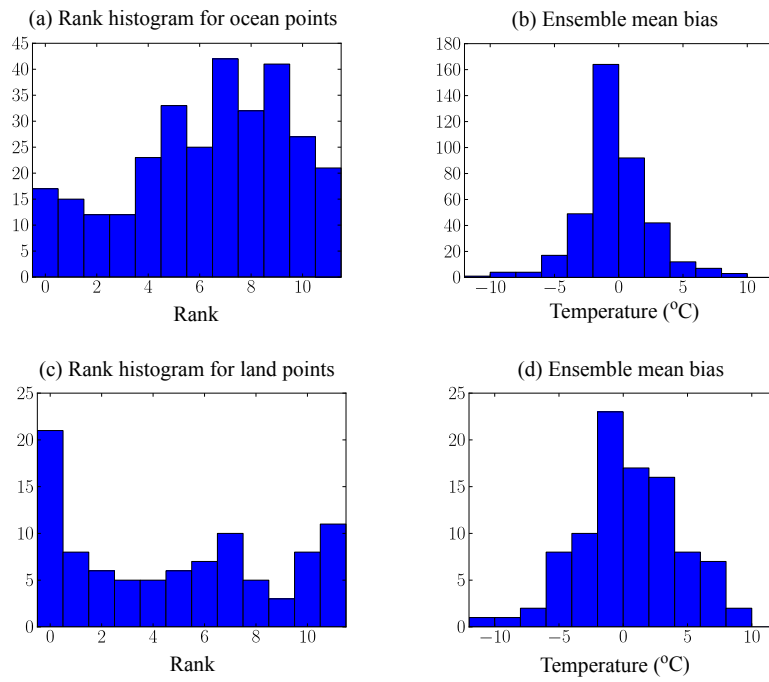 (a) Rank histogram for ocean points
45
40
35
30
25
20
15
10
5
0
0 2 4 6 8 10
Rank
(b) Ensemble mean bias
180
160
140
120
100
80
60
40
20
0
−10 −5 0 5 10
Temperature (°C)
(c) Rank histogram for land points
25
20
15
10
5
0
0 2 4 6 8 10
Rank
(d) Ensemble mean bias
25
20
15
10
5
0
−10 −5 0 5 10
Temperature (°C)